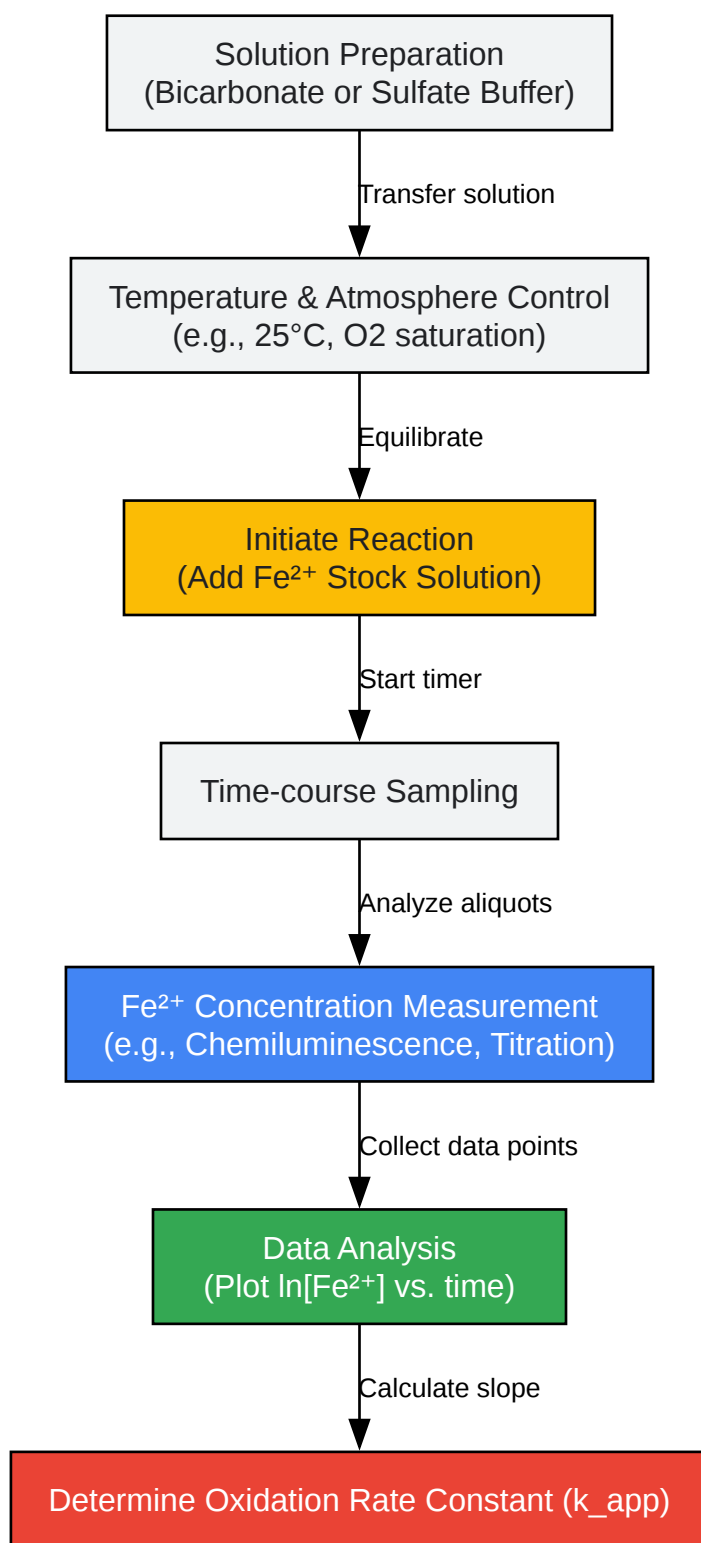 Solution Preparation
(Bicarbonate or Sulfate Buffer)
Transfer solution
Temperature & Atmosphere Control
(e.g., 25°C, O2 saturation)
Equilibrate
Initiate Reaction
(Add Fe²⁺ Stock Solution)
Start timer
Time-course Sampling
Analyze aliquots
Fe²⁺ Concentration Measurement
(e.g., Chemiluminescence, Titration)
Collect data points
Data Analysis
(Plot ln[Fe²⁺] vs. time)
Calculate slope
Determine Oxidation Rate Constant (k_app)